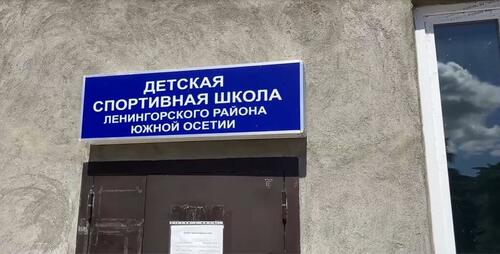 ДЕТСКАЯ
СПОРТИВНАЯ ШКОЛА
ЛЕНИНГОРСКОГО РАЙОНА
ЮЖНОЙ ОСЕТИИ